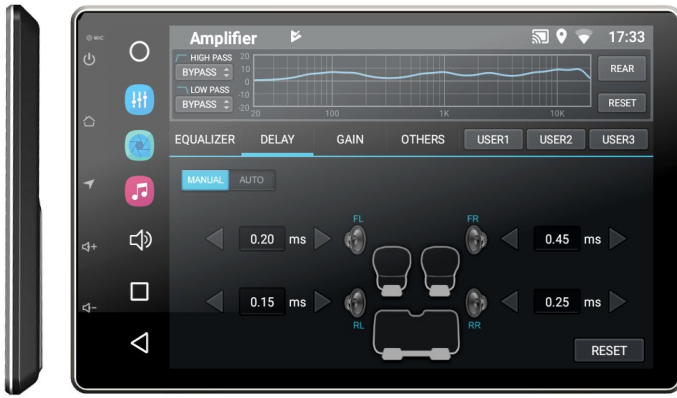 MIC
Amplifier
17:33
HIGH PASS
BYPASS
LOW PASS
BYPASS
20
10
0
-10
-20
20
100
1K
10K
REAR
RESET
EQUALIZER DELAY GAIN OTHERS USER1 USER2 USER3
MANUAL AUTO
FL FR
0.20 ms 0.45 ms
0.15 ms 0.25 ms
RL RR
RESET